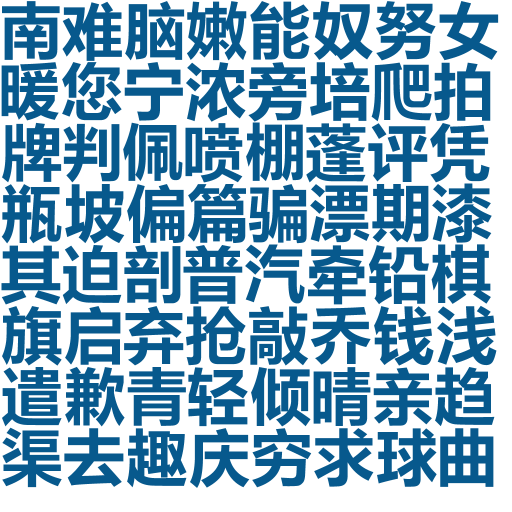 南难脑嫩能奴努女
暖您宁浓旁培爬拍
牌判佩喷棚蓬评凭
瓶坡偏篇骗漂期漆
其迫剖普汽牵铅棋
旗启弃抢敲乔钱浅
遣歉青轻倾晴亲趋
渠去趣庆穷求球曲